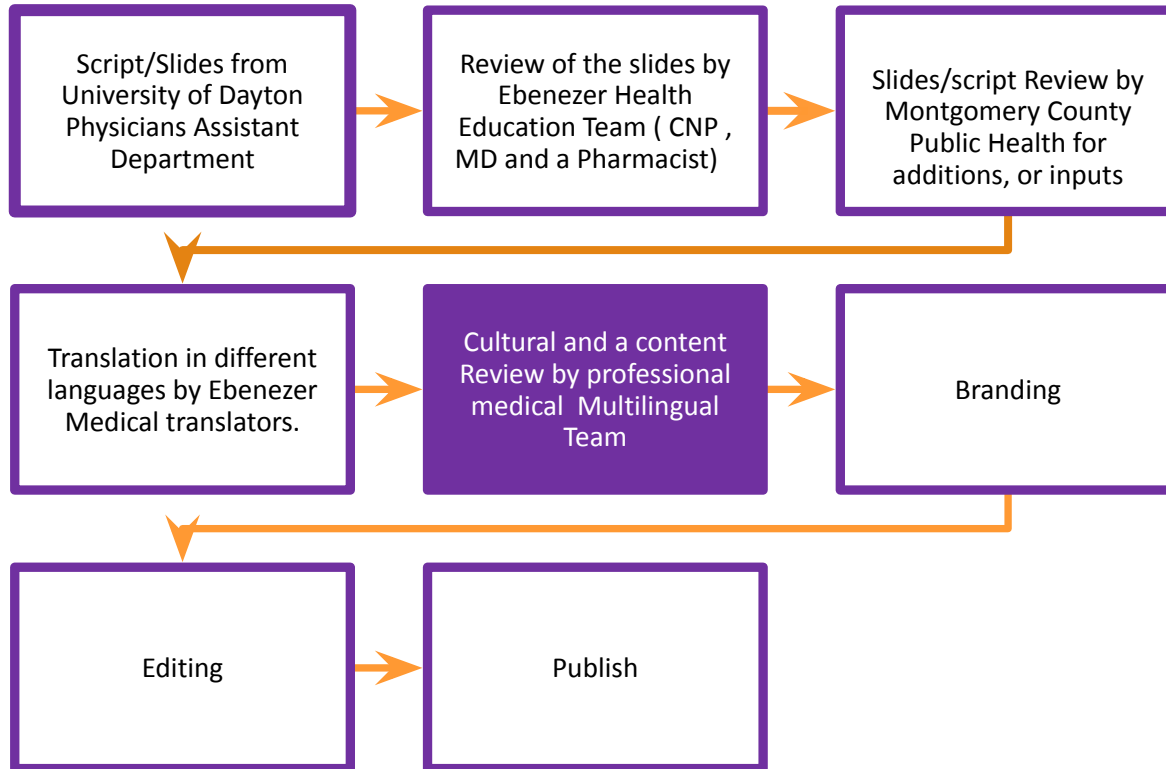 Script/Slides from
University of Dayton
Physicians Assistant
Department
Review of the slides by
Ebenezer Health
Education Team ( CNP ,
MD and a Pharmacist)
Slides/script Review by
Montgomery County
Public Health for
additions, or inputs
Translation in different
languages by Ebenezer
Medical translators.
Cultural and a content
Review by professional
medical  Multilingual
Team
Branding
Editing
Publish